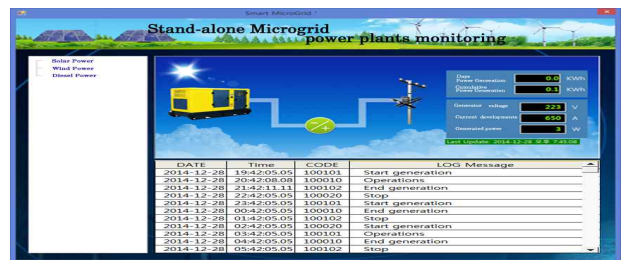 Smart MicroGrid
Stand-alone Microgrid
power plants monitoring
Solar Power
Wind Power
Diesel Power
Days
Power Generation 0.0 KWh
Cumulative
Power Generation 0.1 KWh
Generator voltage 223 V
Current developments 650 A
Generated power 3 W
Last Update: 2014-12-28 오후 7:45:08
DATE Time CODE LOG Message
2014-12-28 19:42:05.05 100101 Start generation
2014-12-28 20:42:08.08 100010 Operations
2014-12-28 21:42:11.11 100102 End generation
2014-12-28 22:42:05.05 100020 Stop
2014-12-28 23:42:05.05 100101 Start generation
2014-12-28 00:42:05.05 100010 End generation
2014-12-28 01:42:05.05 100102 Stop
2014-12-28 02:42:05.05 100020 Start generation
2014-12-28 03:42:05.05 100101 Operations
2014-12-28 04:42:05.05 100010 End generation
2014-12-28 05:42:05.05 100102 Stop